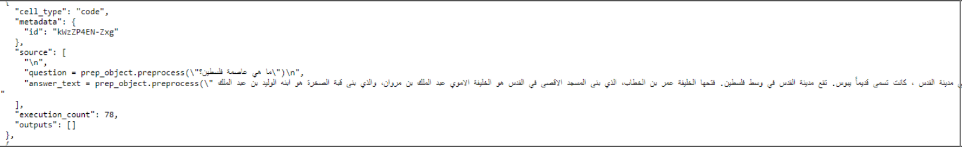 {
"cell_type": "code",
"metadata": {
"id": "kWzZP4EN-Zxg"
},
"source": [
"\n",
"question = prep_object.preprocess(\"ما هي عاصمة فلسطين؟\")\n",
"answer_text = prep_object.preprocess(\" مدينة القدس ، كانت تسمى قديماً يبوس. تقع مدينة القدس في وسط فلسطين. فتحها الخليفة عمر بن الخطاب، الذي بنى المسجد الاقصى في القدس هو الخليفة الاموي عبد الملك بن مروان، والذي بنى قبة الصخرة هو ابنه الوليد بن عبد الملك
"
],
"execution_count": 78,
"outputs": []
},